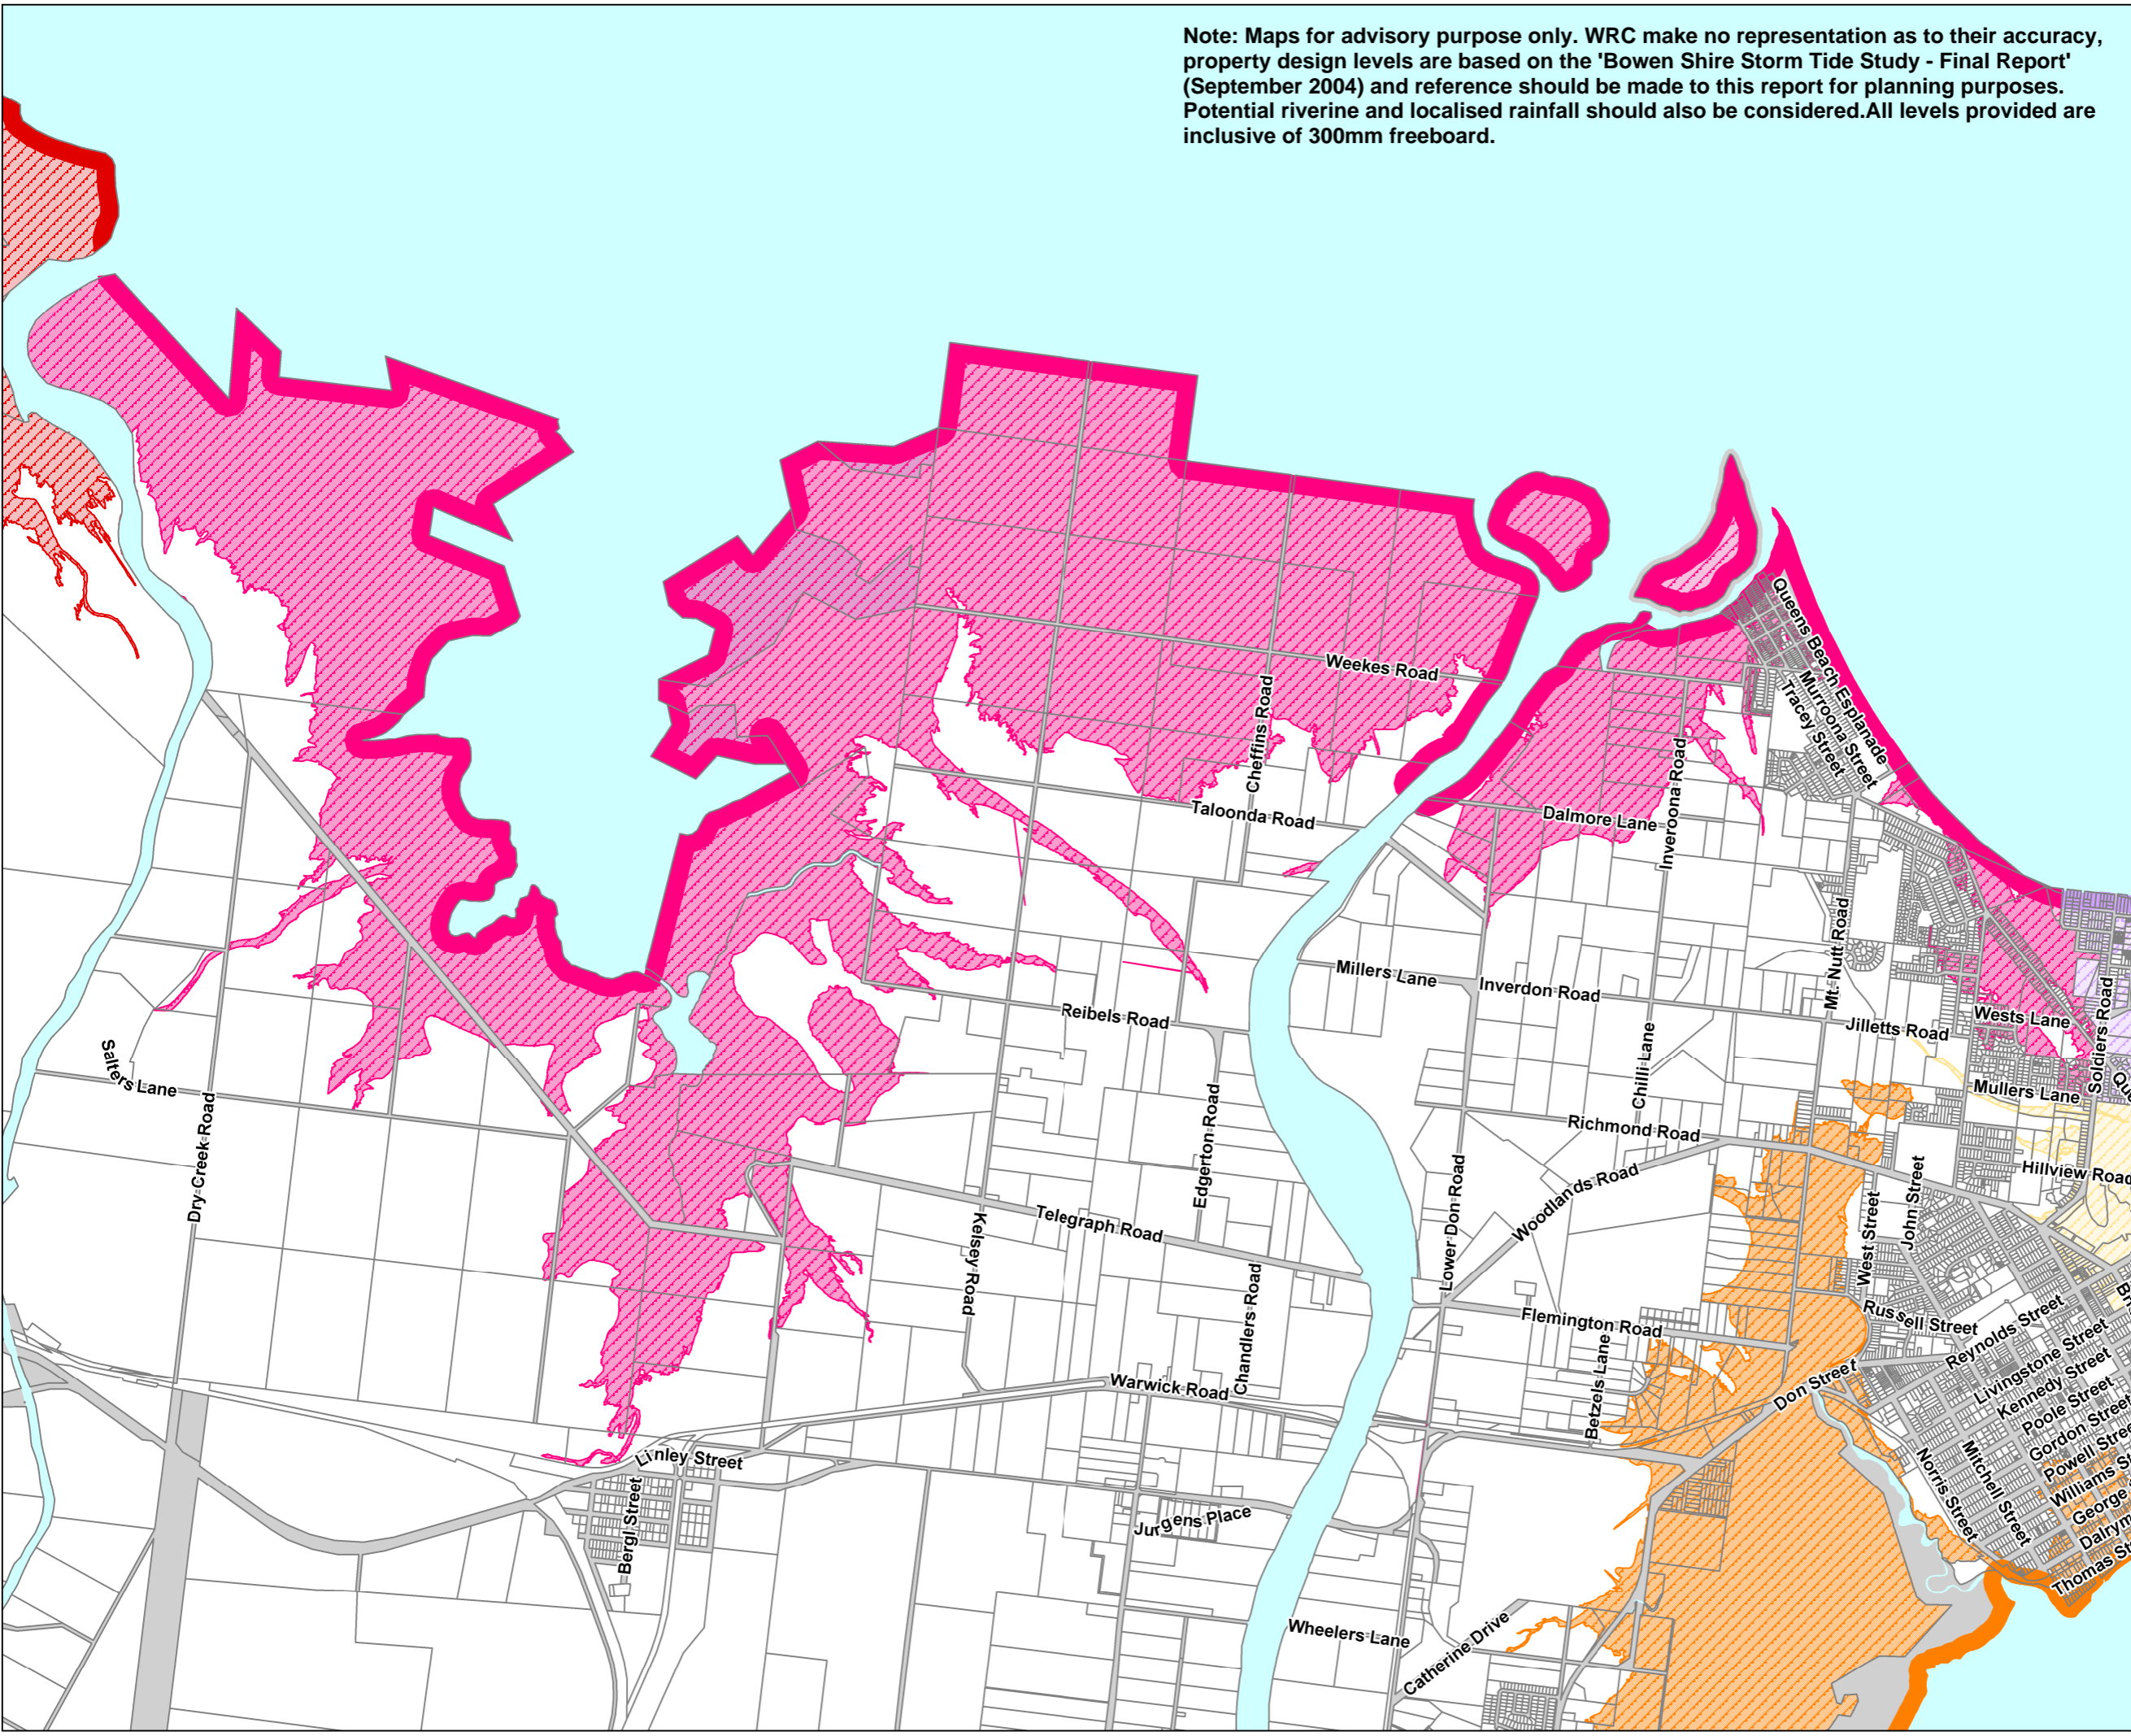 Note: Maps for advisory purpose only. WRC make no representation as to their accuracy,
property design levels are based on the 'Bowen Shire Storm Tide Study - Final Report'
(September 2004) and reference should be made to this report for planning purposes.
Potential riverine and localised rainfall should also be considered.All levels provided are
inclusive of 300mm freeboard.
Queens Beach Esplanade
Murroona Street
Tracey Street
Weekes Road
Cheffins Road
Inveroona Road
Taloonda Road
Dalmore Lane
Mt. Nutt Road
Millers Lane
Inverdon Road
Reibels Road
Jilletts Road
Wests Lane
Soldiers Road
Chilli Lane
Salters Lane
Mullers Lane
Dry Creek Road
Edgerton Road
Richmond Road
Hillview Road
Woodlands Road
Lower Don Road
West Street
John Street
Telegraph Road
Kelsey Road
Chandlers Road
Flemington Road
Russell Street
Betzels Lane
Reynolds Street
Livingstone Street
Kennedy Street
Poole Street
Gordon Street
Powell Stree
Williams St
George
Dalrym
Thomas St
Don Street
Warwick Road
Linley Street
Bergl Street
Jurgens Place
Norris Street
Mitchell Street
Wheelers Lane
Catherine Drive